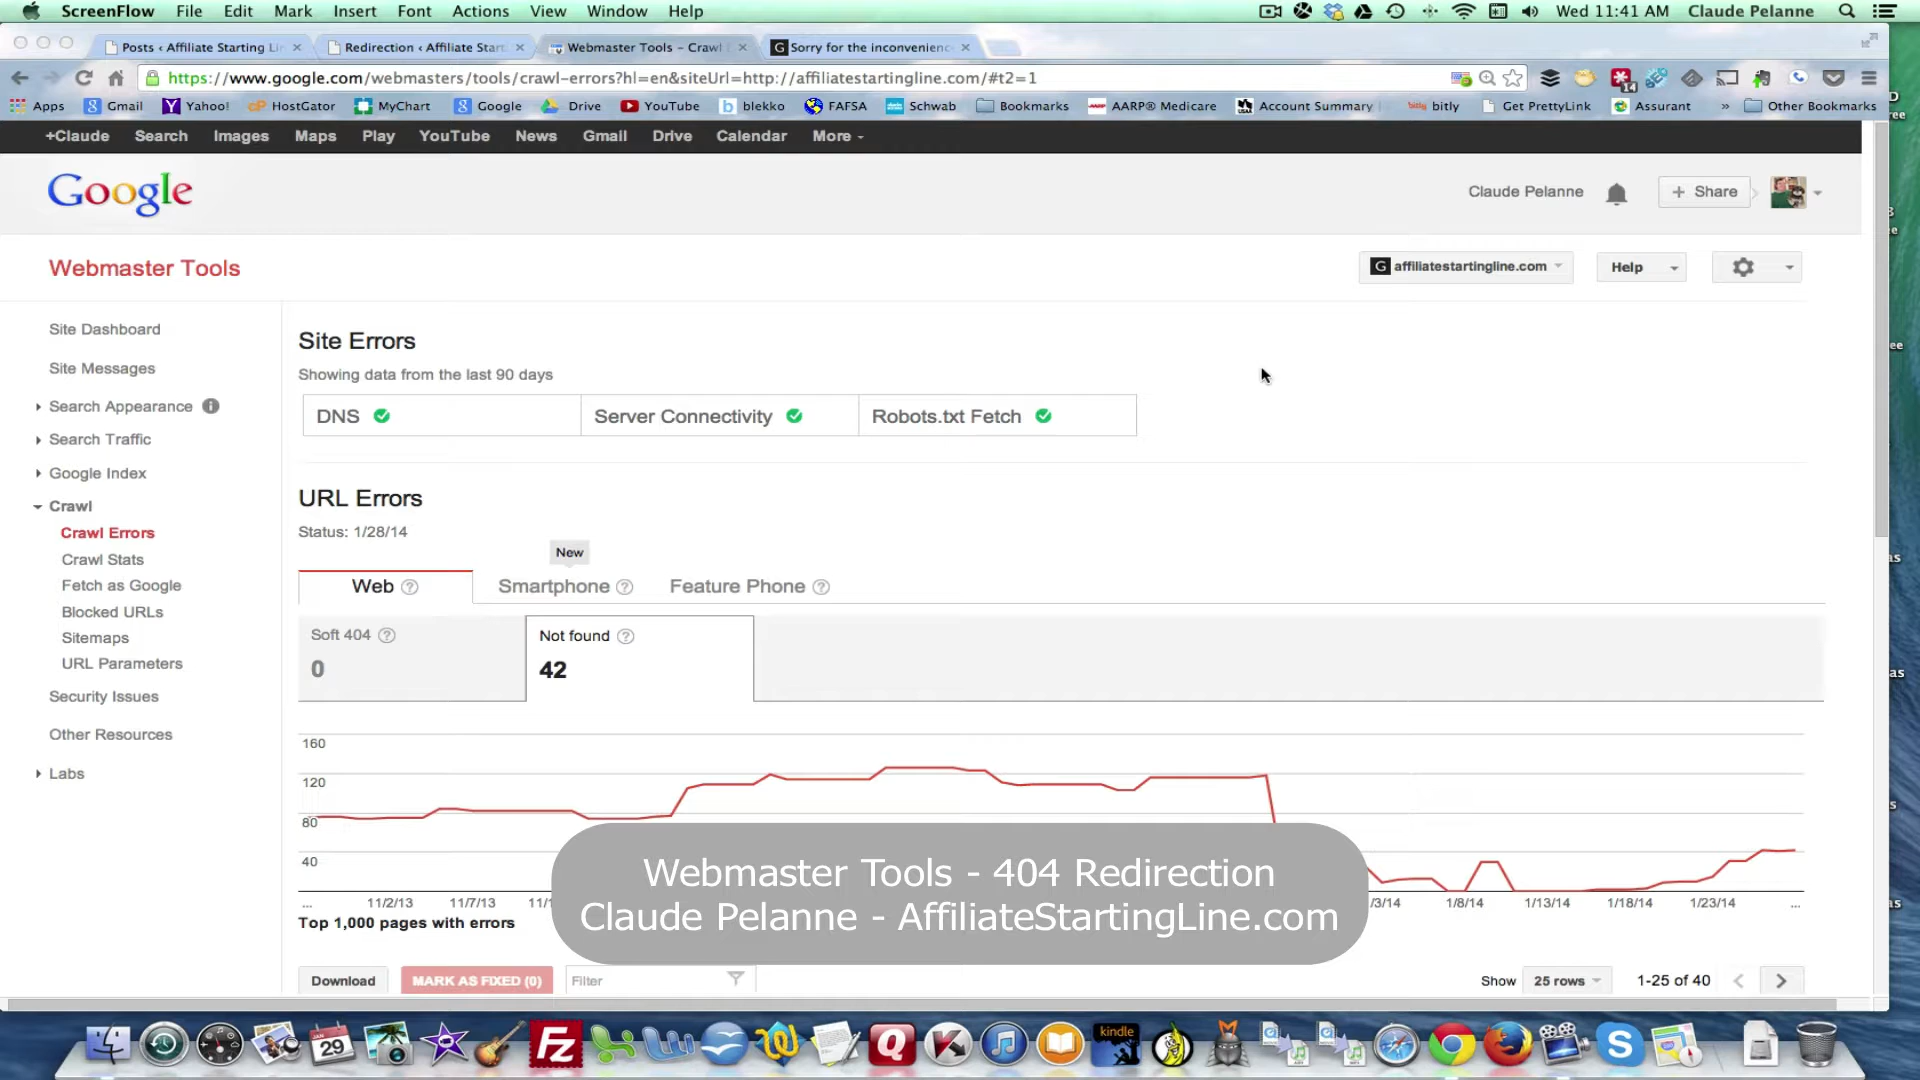 ScreenFlow File Edit Mark Insert Font Actions View Window Help Wed 11:41 AM Claude Pelanne
Posts ‹ Affiliate Starting Lin Redirection ‹ Affiliate Start Webmaster Tools – Crawl Sorry for the inconvenienc
https://www.google.com/webmasters/tools/crawl-errors?hl=en&siteUrl=http://affiliatestartingline.com/#t2=1 14
Apps Gmail Yahoo! HostGator MyChart Google Drive YouTube blekko FAFSA Schwab Bookmarks AARP® Medicare Account Summary bitly bitly Get PrettyLink Assurant » Other Bookmarks
+Claude Search Images Maps Play YouTube News Gmail Drive Calendar More
Google Claude Pelanne + Share
Webmaster Tools G affiliatestartingline.com Help
Site Dashboard
Site Messages
Search Appearance
Search Traffic
Google Index
Crawl
Crawl Errors
Crawl Stats
Fetch as Google
Blocked URLs
Sitemaps
URL Parameters
Security Issues
Other Resources
Labs
Site Errors
Showing data from the last 90 days
DNS Server Connectivity Robots.txt Fetch
URL Errors
Status: 1/28/14
New
Web Smartphone Feature Phone
Soft 404 Not found
0 42
160
120
80
40
... 11/2/13 11/7/13 /3/14 1/8/14 1/13/14 1/18/14 1/23/14 ...
Webmaster Tools - 404 Redirection
Claude Pelanne - AffiliateStartingLine.com
Top 1,000 pages with errors
Download MARK AS FIXED (0) Filter Show 25 rows 1-25 of 40
JAN 29 Fz Q K kindle S